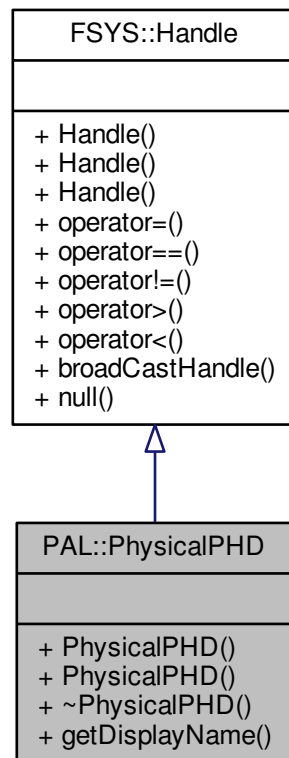 FSYS::Handle
+ Handle()
+ Handle()
+ Handle()
+ operator=()
+ operator==()
+ operator!=()
+ operator>()
+ operator<()
+ broadCastHandle()
+ null()
PAL::PhysicalPHD
+ PhysicalPHD()
+ PhysicalPHD()
+ ~PhysicalPHD()
+ getDisplayName()